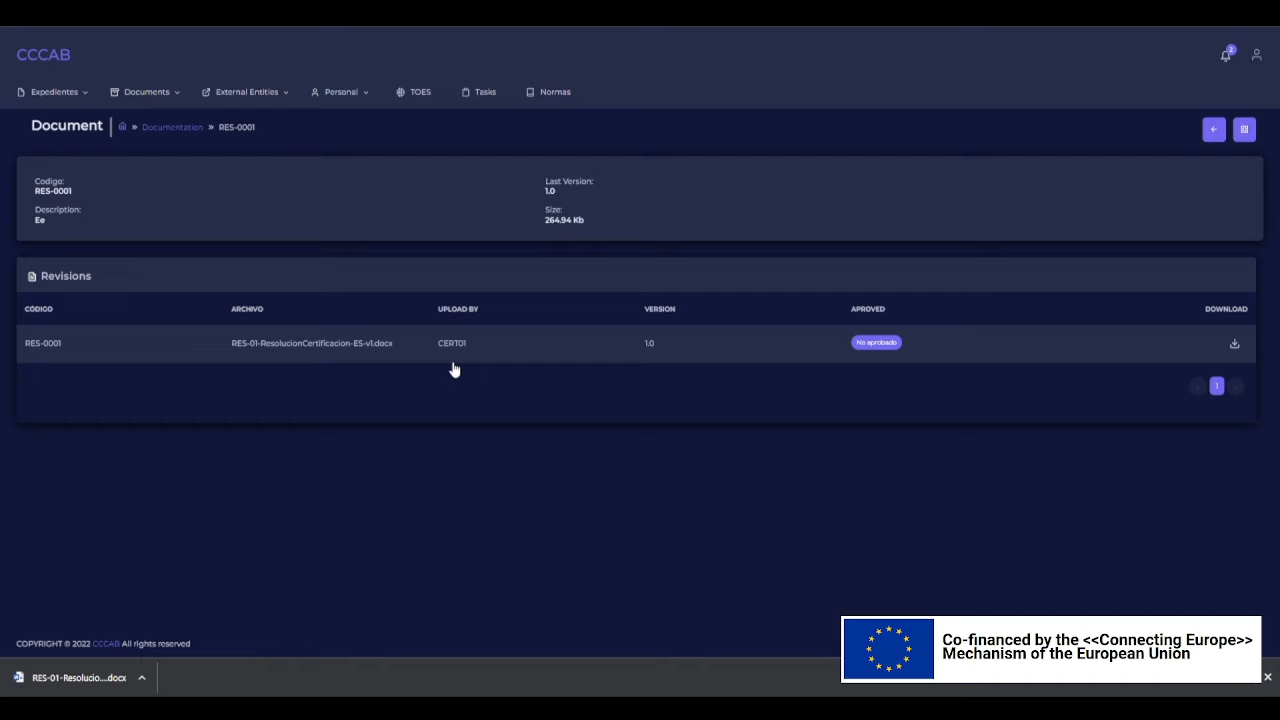 CCCAB
2
Expedientes
Documents
External Entities
Personal
TOES
Tasks
Normas
Document
» Documentation » RES-0001
Codigo:
RES-0001
Last Version:
1.0
Description:
Ee
Size:
264.94 Kb
Revisions
CÓDIGO ARCHIVO UPLOAD BY VERSION APROVED DOWNLOAD
RES-0001 RES-01-ResolucionCertificacion-ES-v1.docx CERT01 1.0 No aprobado
1
COPYRIGHT © 2022 CCCAB All rights reserved
Co-financed by the <<Connecting Europe>>
Mechanism of the European Union
RES-01-Resolucio....docx